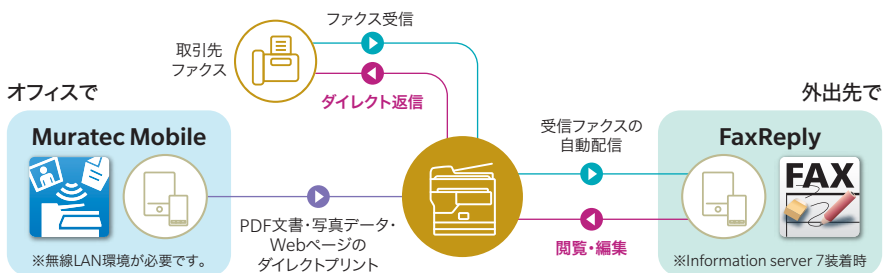 ファクス受信
取引先
ファクス
ダイレクト返信
オフィスで
Muratec Mobile
※無線LAN環境が必要です。
PDF文書・写真データ・
Webページの
ダイレクトプリント
受信ファクスの
自動配信
閲覧・編集
外出先で
FaxReply
FAX
※Information server 7装着時